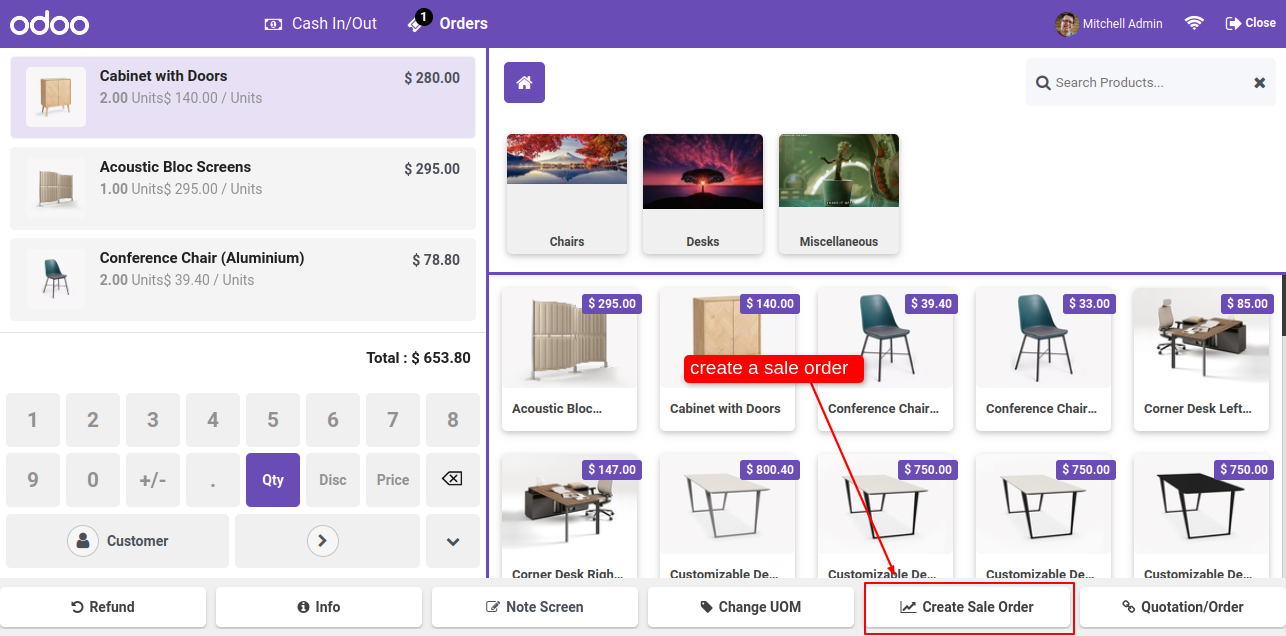 odoo
Cash In/Out
1
Orders
Mitchell Admin
Close
Cabinet with Doors
$ 280.00
2.00 Units$ 140.00 / Units
Acoustic Bloc Screens
$ 295.00
1.00 Units$ 295.00 / Units
Conference Chair (Aluminium)
$ 78.80
2.00 Units$ 39.40 / Units
Total : $ 653.80
1 2 3 4 5 6 7 8
9 0 +/- . Qty Disc Price
Customer
Search Products...
Chairs
Desks
Miscellaneous
$ 295.00
$ 140.00
$ 39.40
$ 33.00
$ 85.00
create a sale order
Acoustic Bloc...
Cabinet with Doors
Conference Chair...
Conference Chair...
Corner Desk Left...
$ 147.00
$ 800.40
$ 750.00
$ 750.00
$ 750.00
Corner Desk Righ...
Customizable De...
Customizable De...
Customizable De...
Customizable De...
Refund
Info
Note Screen
Change UOM
Create Sale Order
Quotation/Order